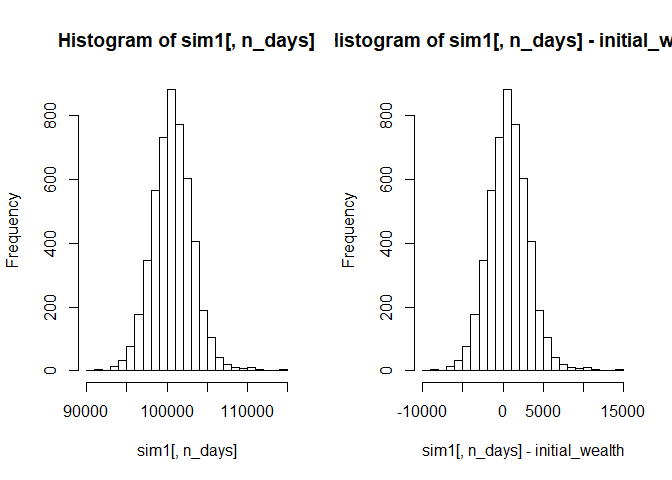 Histogram of sim1[, n_days]
listogram of sim1[, n_days] - initial_w
Frequency
0 200 400 600 800
90000 100000 110000
sim1[, n_days]
Frequency
0 200 400 600 800
-10000 0 5000 15000
sim1[, n_days] - initial_wealth